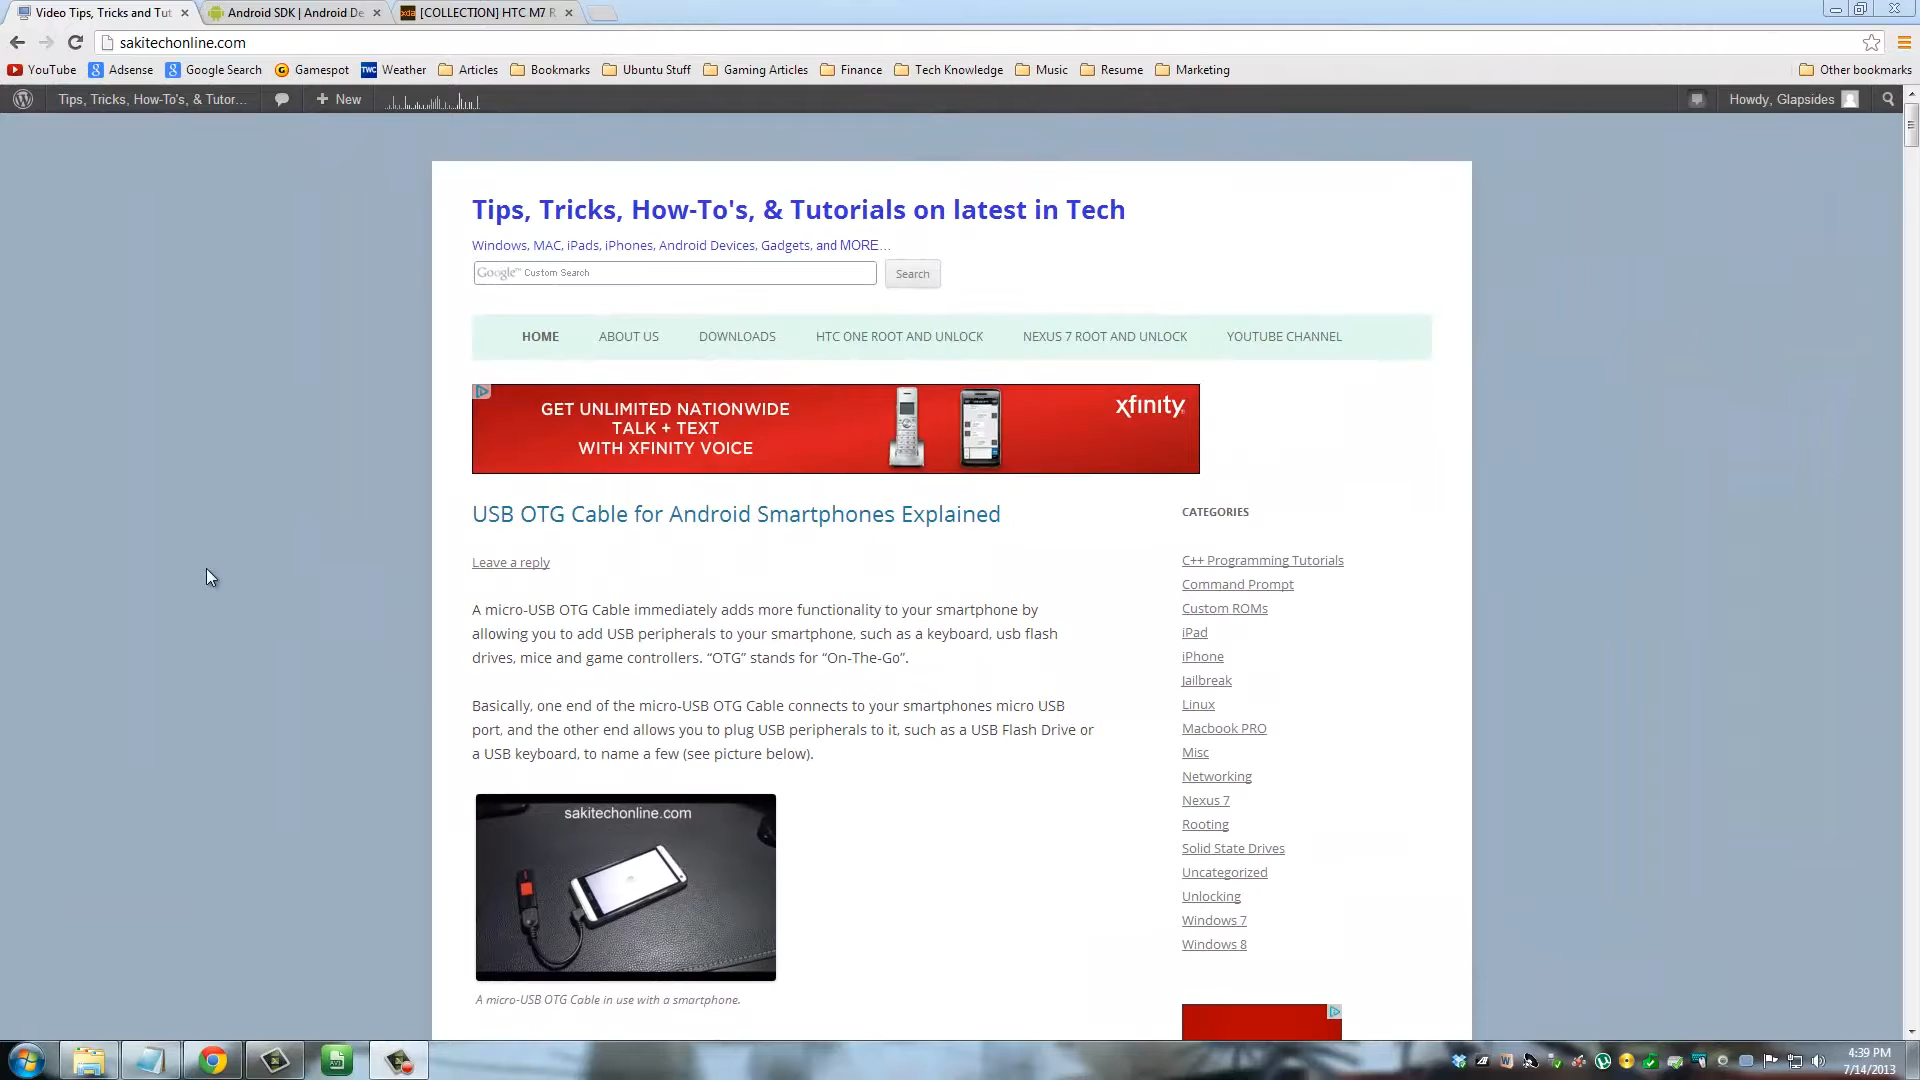 Video Tips, Tricks and Tut
Android SDK | Android De
[COLLECTION] HTC M7 R
sakitechonline.com
YouTube
Adsense
Google Search
Gamespot
Weather
Articles
Bookmarks
Ubuntu Stuff
Gaming Articles
Finance
Tech Knowledge
Music
Resume
Marketing
Other bookmarks
Tips, Tricks, How-To's, & Tutor...
New
Howdy, Glapsides
Tips, Tricks, How-To's, & Tutorials on latest in Tech
Windows, MAC, iPads, iPhones, Android Devices, Gadgets, and MORE…
Google™ Custom Search
Search
HOME
ABOUT US
DOWNLOADS
HTC ONE ROOT AND UNLOCK
NEXUS 7 ROOT AND UNLOCK
YOUTUBE CHANNEL
GET UNLIMITED NATIONWIDE
TALK + TEXT
WITH XFINITY VOICE
xfinity
USB OTG Cable for Android Smartphones Explained
Leave a reply
A micro-USB OTG Cable immediately adds more functionality to your smartphone by
allowing you to add USB peripherals to your smartphone, such as a keyboard, usb flash
drives, mice and game controllers. “OTG” stands for “On-The-Go”.
Basically, one end of the micro-USB OTG Cable connects to your smartphones micro USB
port, and the other end allows you to plug USB peripherals to it, such as a USB Flash Drive or
a USB keyboard, to name a few (see picture below).
sakitechonline.com
A micro-USB OTG Cable in use with a smartphone.
CATEGORIES
C++ Programming Tutorials
Command Prompt
Custom ROMs
iPad
iPhone
Jailbreak
Linux
Macbook PRO
Misc
Networking
Nexus 7
Rooting
Solid State Drives
Uncategorized
Unlocking
Windows 7
Windows 8
4:39 PM
7/14/2013